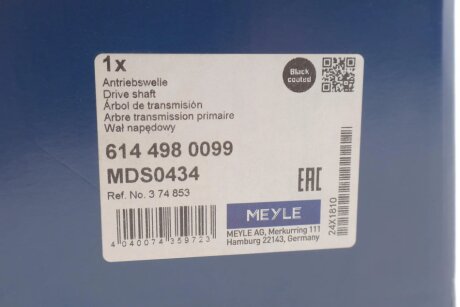 1x
Antriebswelle
Drive shaft
Árbol de transmisión
Arbre transmission primaire
Wał napędowy
Black coated
614 498 0099
MDS0434
Ref. No. 3 74 853
EAC
4 040074 359723
MEYLE
MEYLE AG, Merkurring 111
Hamburg 22143, Germany
24X1810